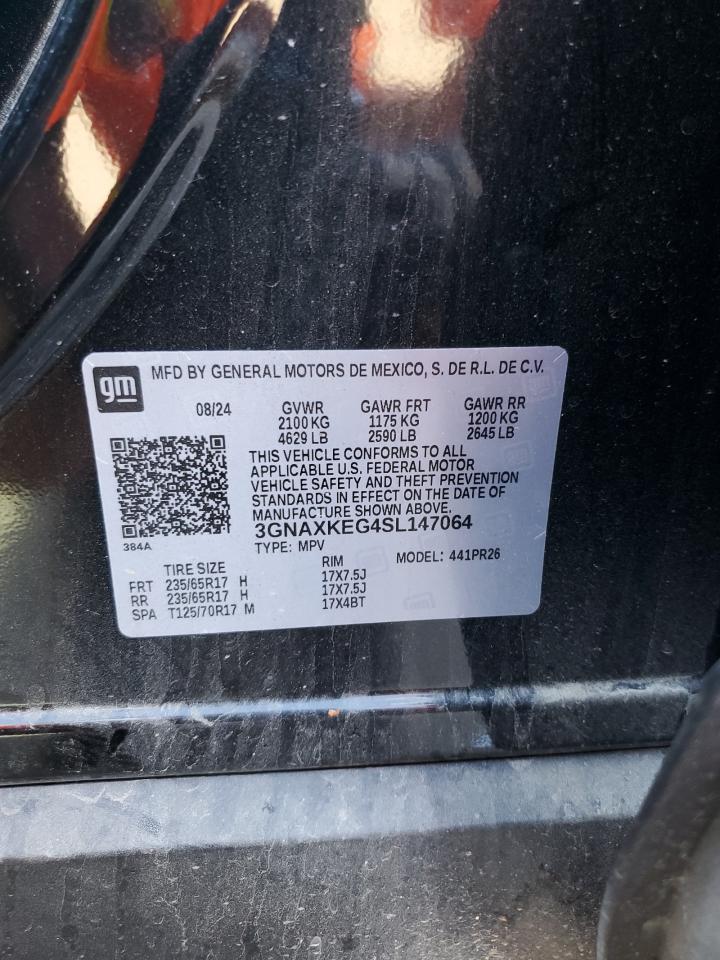 gm MFD BY GENERAL MOTORS DE MEXICO, S. DE R.L. DE C.V.
08/24 GVWR GAWR FRT GAWR RR
2100 KG 1175 KG 1200 KG
4629 LB 2590 LB 2645 LB
THIS VEHICLE CONFORMS TO ALL
APPLICABLE U.S. FEDERAL MOTOR
VEHICLE SAFETY AND THEFT PREVENTION
STANDARDS IN EFFECT ON THE DATE OF
MANUFACTURE SHOWN ABOVE.
3GNAXKEG4SL147064
384A TYPE: MPV MODEL: 441PR26
TIRE SIZE RIM
FRT 235/65R17 H 17X7.5J
RR 235/65R17 H 17X7.5J
SPA T125/70R17 M 17X4BT